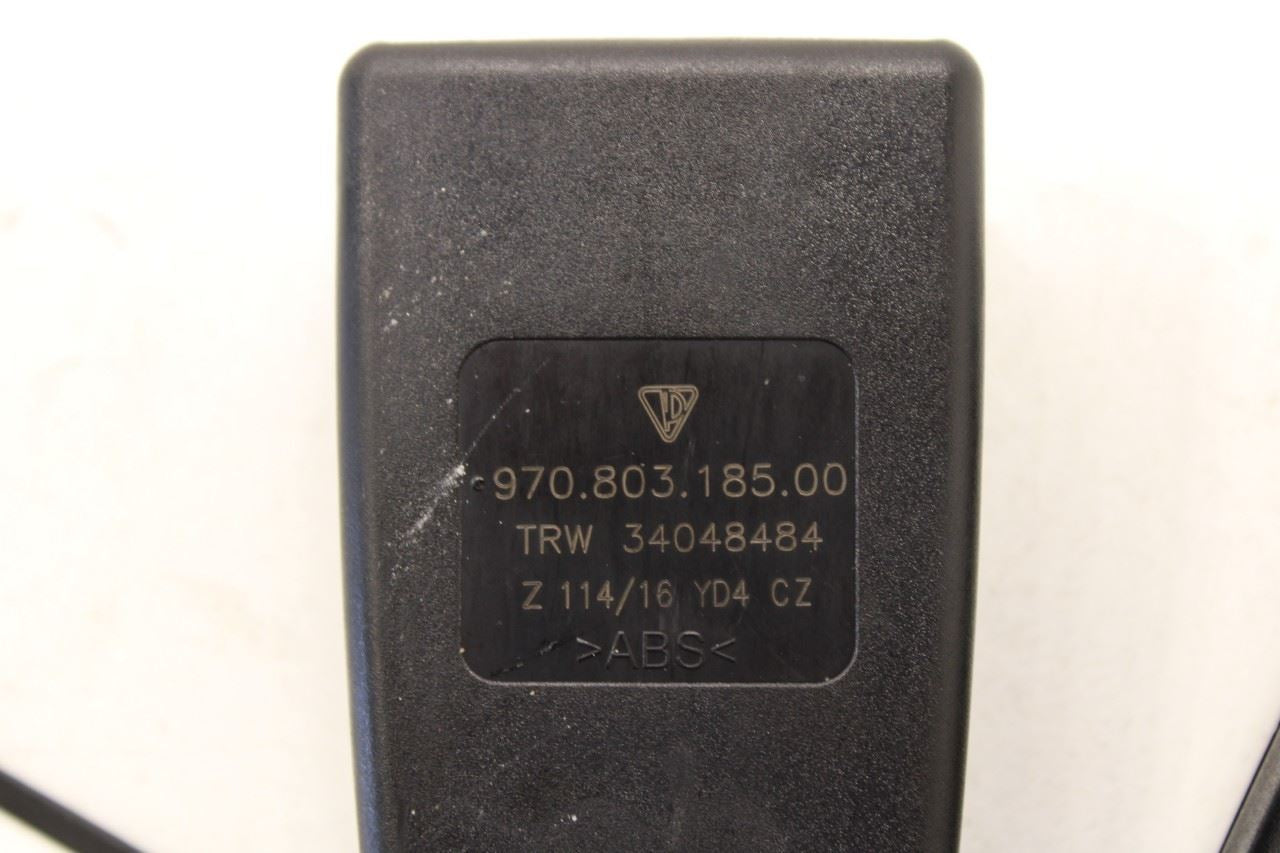 970.803.185.00
TRW 34048484
Z 114/16 YD4 CZ
>ABS<